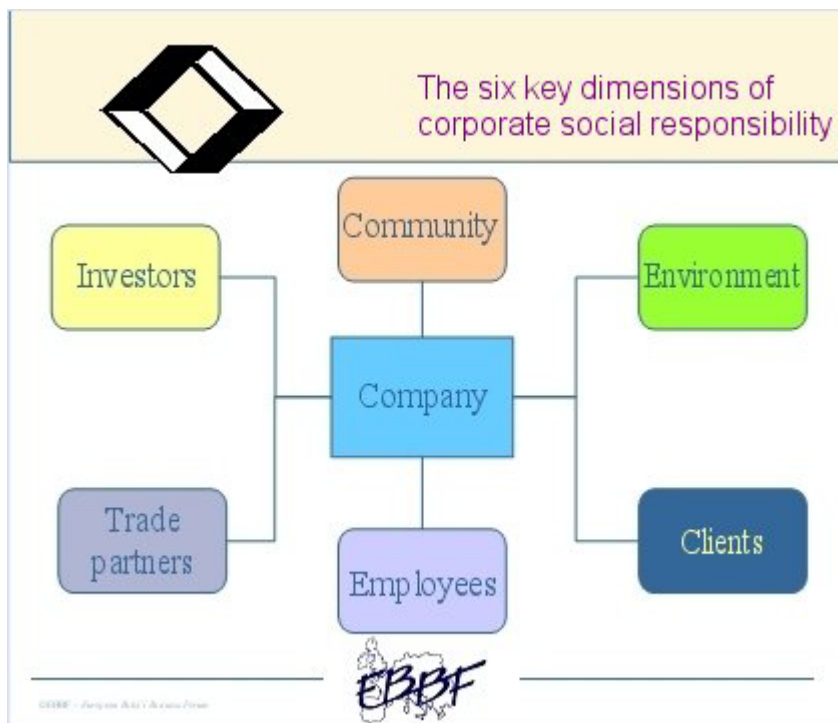 The six key dimensions of
corporate social responsibility
Community
Investors
Environment
Company
Trade
partners
Clients
Employees
EBBF